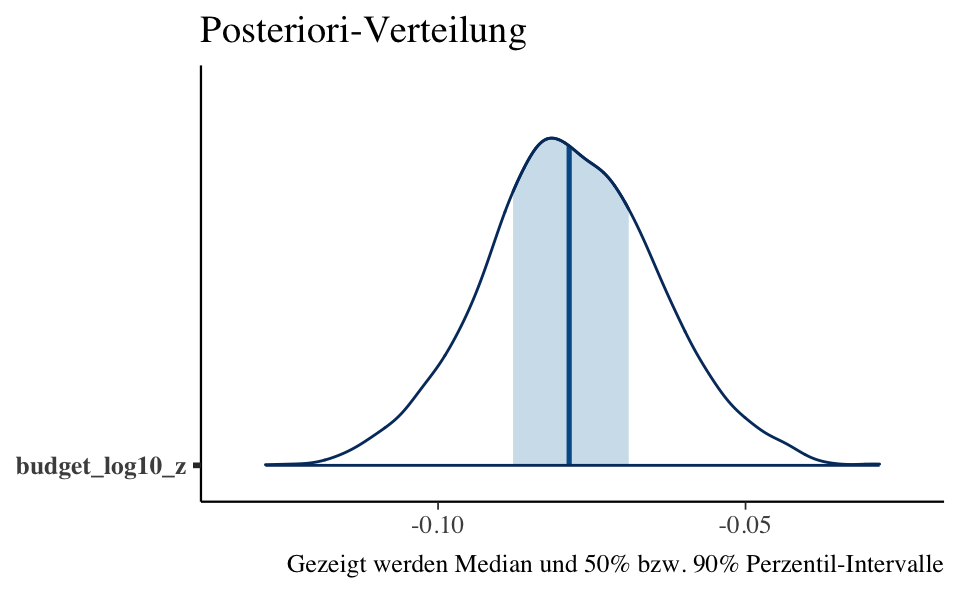 Posteriori-Verteilung
budget_log10_z
-0.10 -0.05
Gezeigt werden Median und 50% bzw. 90% Perzentil-Intervalle